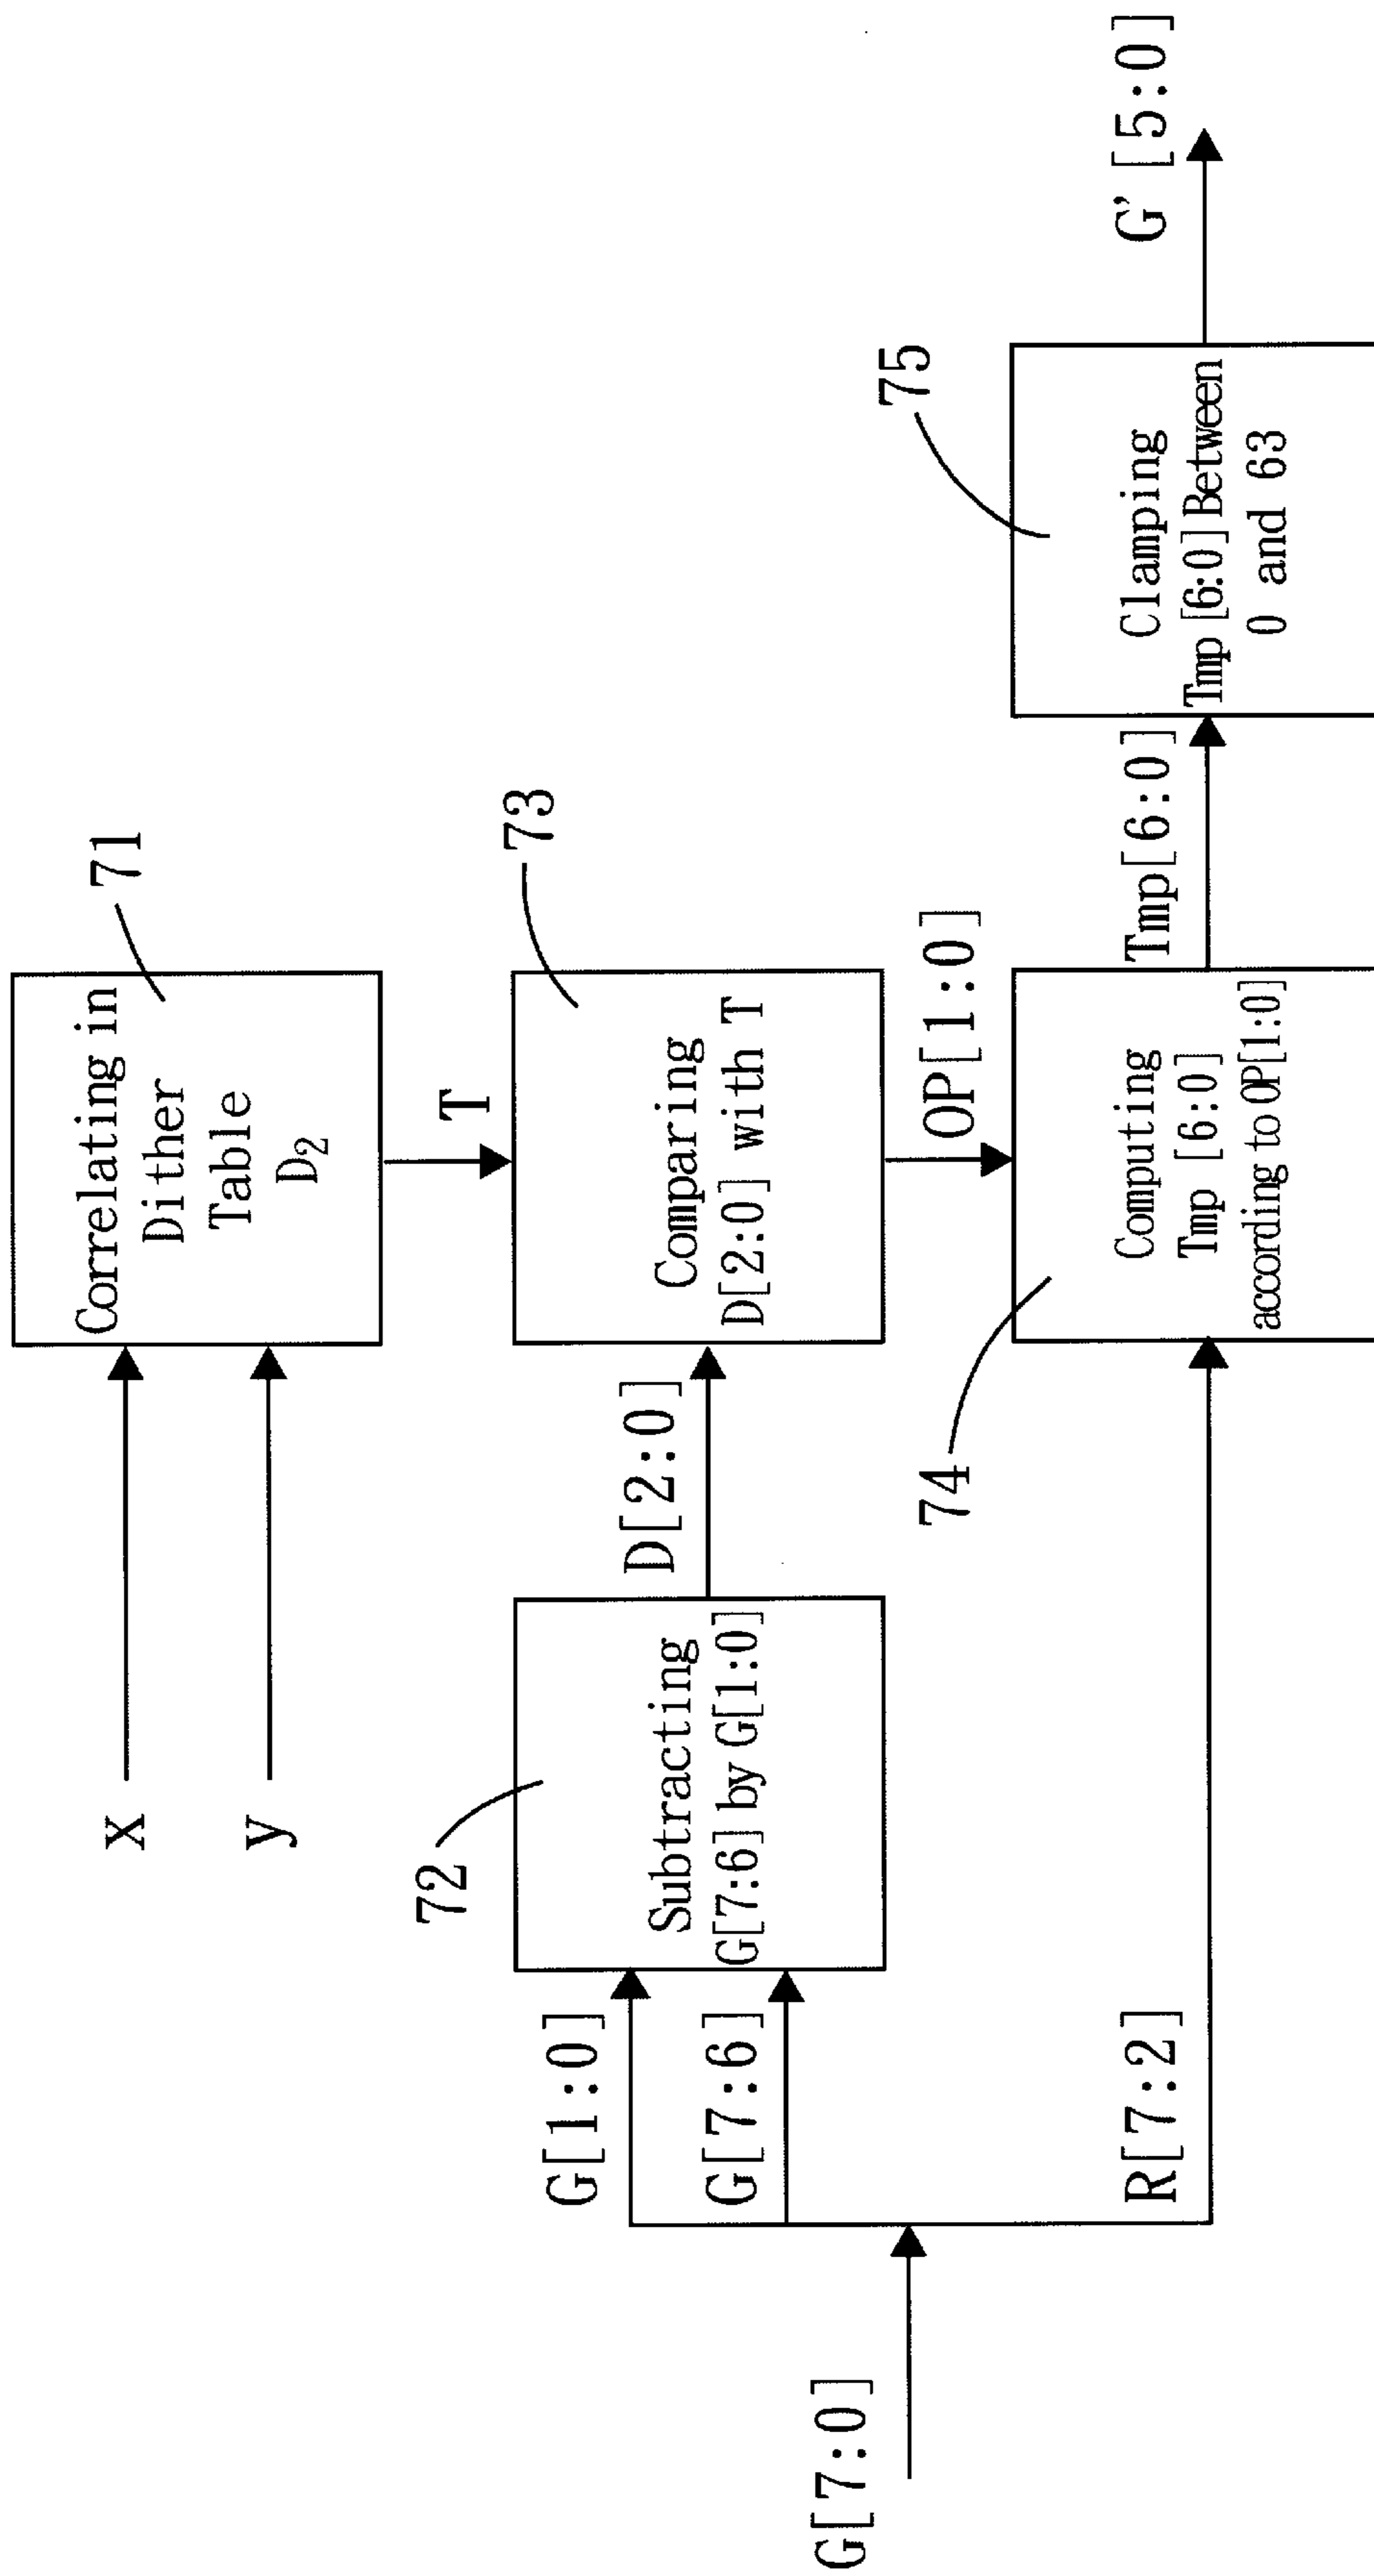 x
y
Correlating in
Dither
Table
D₂
71
T
G[7:0]
G[1:0]
G[7:6]
72
Subtracting
G[7:6] by G[1:0]
D[2:0]
Comparing
D[2:0] with T
73
OP[1:0]
R[7:2]
74
Computing
Tmp [6:0]
according to OP[1:0]
Tmp[6:0]
75
Clamping
Tmp [6:0] Between
0 and 63
G' [5:0]